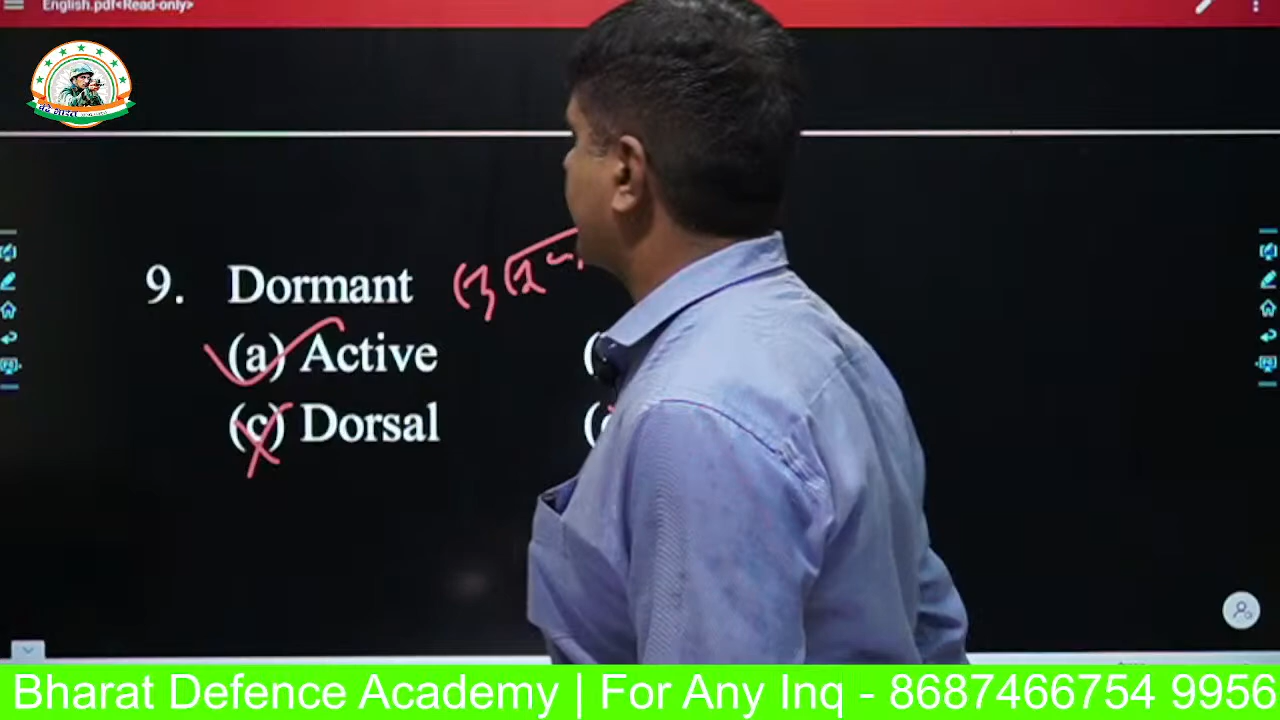 English.pdf<Read-only>
9. Dormant
(a) Active (
(c) Dorsal (
Bharat Defence Academy | For Any Inq - 8687466754 9956